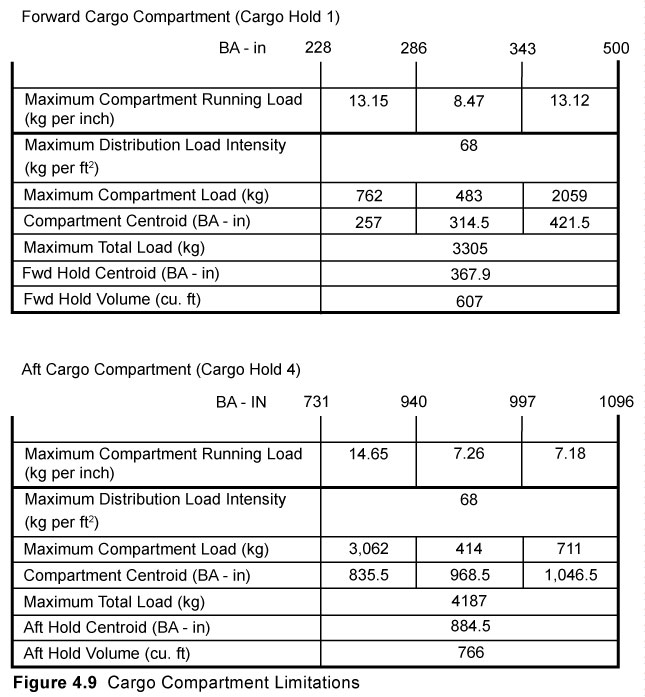 Forward Cargo Compartment (Cargo Hold 1)
BA - in 228 286 343 500
Maximum Compartment Running Load
(kg per inch) 13.15 8.47 13.12
Maximum Distribution Load Intensity
(kg per ft²) 68
Maximum Compartment Load (kg) 762 483 2059
Compartment Centroid (BA - in) 257 314.5 421.5
Maximum Total Load (kg) 3305
Fwd Hold Centroid (BA - in) 367.9
Fwd Hold Volume (cu. ft) 607
Aft Cargo Compartment (Cargo Hold 4)
BA - IN 731 940 997 1096
Maximum Compartment Running Load
(kg per inch) 14.65 7.26 7.18
Maximum Distribution Load Intensity
(kg per ft²) 68
Maximum Compartment Load (kg) 3,062 414 711
Compartment Centroid (BA - in) 835.5 968.5 1,046.5
Maximum Total Load (kg) 4187
Aft Hold Centroid (BA - in) 884.5
Aft Hold Volume (cu. ft) 766
Figure 4.9 Cargo Compartment Limitations